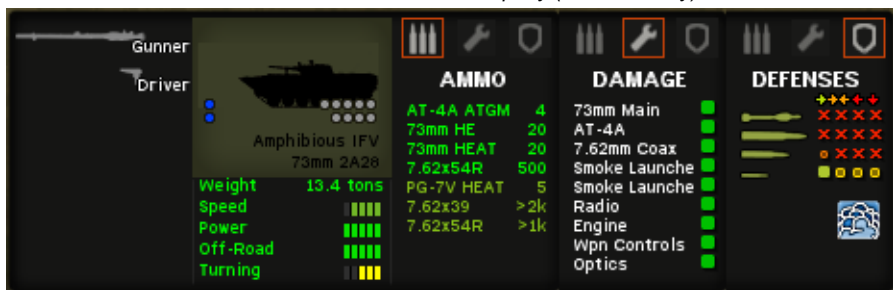 Gunner
Driver
Amphibious IFV
73mm 2A28
Weight 13.4 tons
Speed
Power
Off-Road
Turning
AMMO
AT-4A ATGM 4
73mm HE 20
73mm HEAT 20
7.62x54R 500
PG-7V HEAT 5
7.62x39 >2k
7.62x54R >1k
DAMAGE
73mm Main
AT-4A
7.62mm Coax
Smoke Launche
Smoke Launche
Radio
Engine
Wpn Controls
Optics
DEFENSES